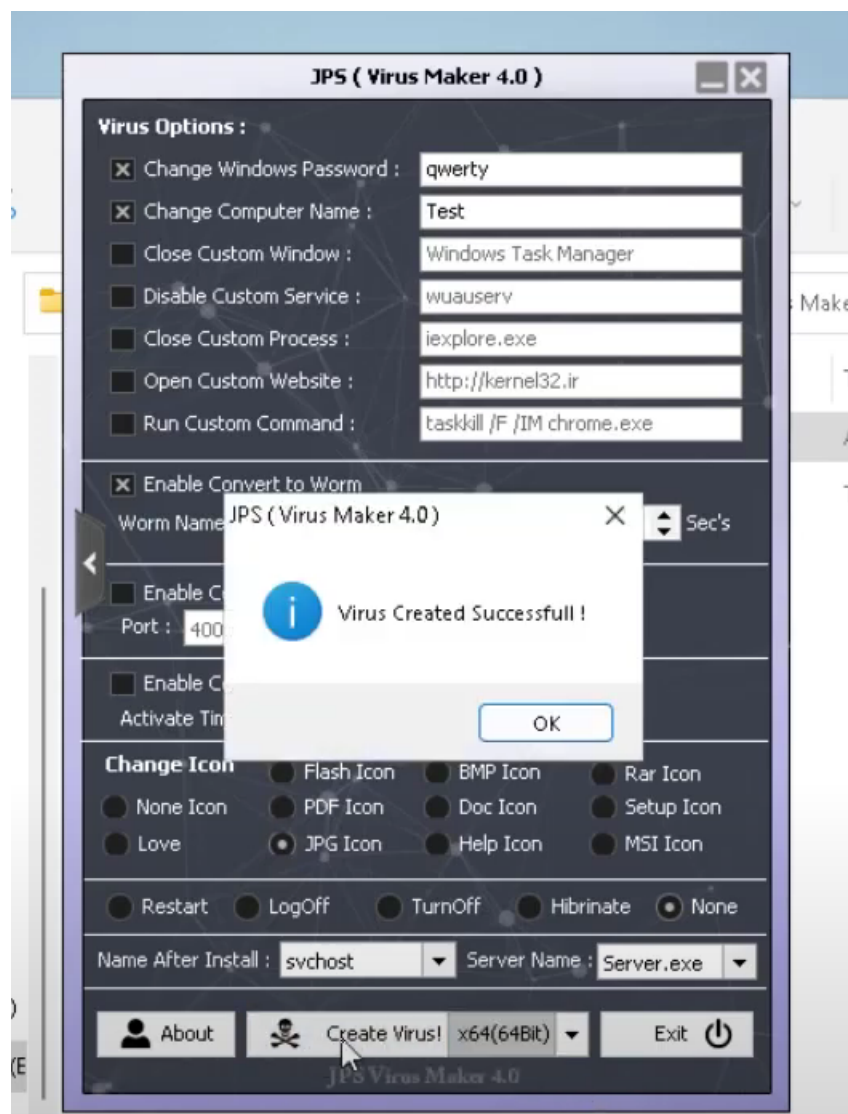 JPS ( Virus Maker 4.0 )
Virus Options :
Change Windows Password : qwerty
Change Computer Name : Test
Close Custom Window : Windows Task Manager
Disable Custom Service : wuauserv
Close Custom Process : iexplore.exe
Open Custom Website : http://kernel32.ir
Run Custom Command : taskkill /F /IM chrome.exe
Enable Convert to Worm
Worm Name
Sec's
JPS ( Virus Maker 4.0 )
Virus Created Successfull !
OK
Enable
Port : 400
Enable
Activate
Change Icon
Flash Icon BMP Icon Rar Icon
None Icon PDF Icon Doc Icon Setup Icon
Love JPG Icon Help Icon MSI Icon
Restart LogOff TurnOff Hibrinate None
Name After Install : svchost Server Name : Server.exe
About Create Virus! x64(64Bit) Exit
JPS Virus Maker 4.0